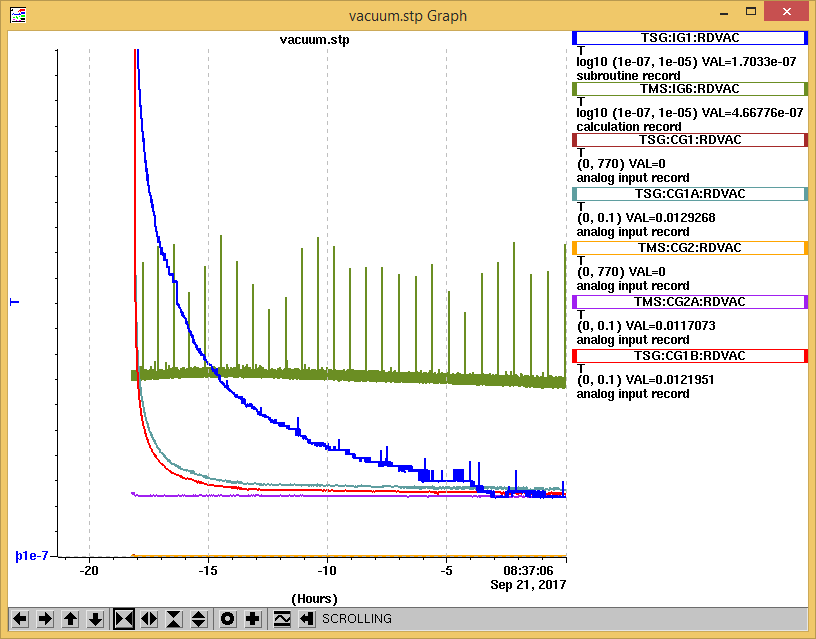 vacuum.stp Graph
vacuum.stp
T
1e-7
-20
-15
-10
-5
08:37:06
Sep 21, 2017
(Hours)
TSG:IG1:RDVAC
T
log10 (1e-07, 1e-05) VAL=1.7033e-07
subroutine record
TMS:IG6:RDVAC
T
log10 (1e-07, 1e-05) VAL=4.66776e-07
calculation record
TSG:CG1:RDVAC
T
(0, 770) VAL=0
analog input record
TSG:CG1A:RDVAC
T
(0, 0.1) VAL=0.0129268
analog input record
TMS:CG2:RDVAC
T
(0, 770) VAL=0
analog input record
TMS:CG2A:RDVAC
T
(0, 0.1) VAL=0.0117073
analog input record
TSG:CG1B:RDVAC
T
(0, 0.1) VAL=0.0121951
analog input record
SCROLLING